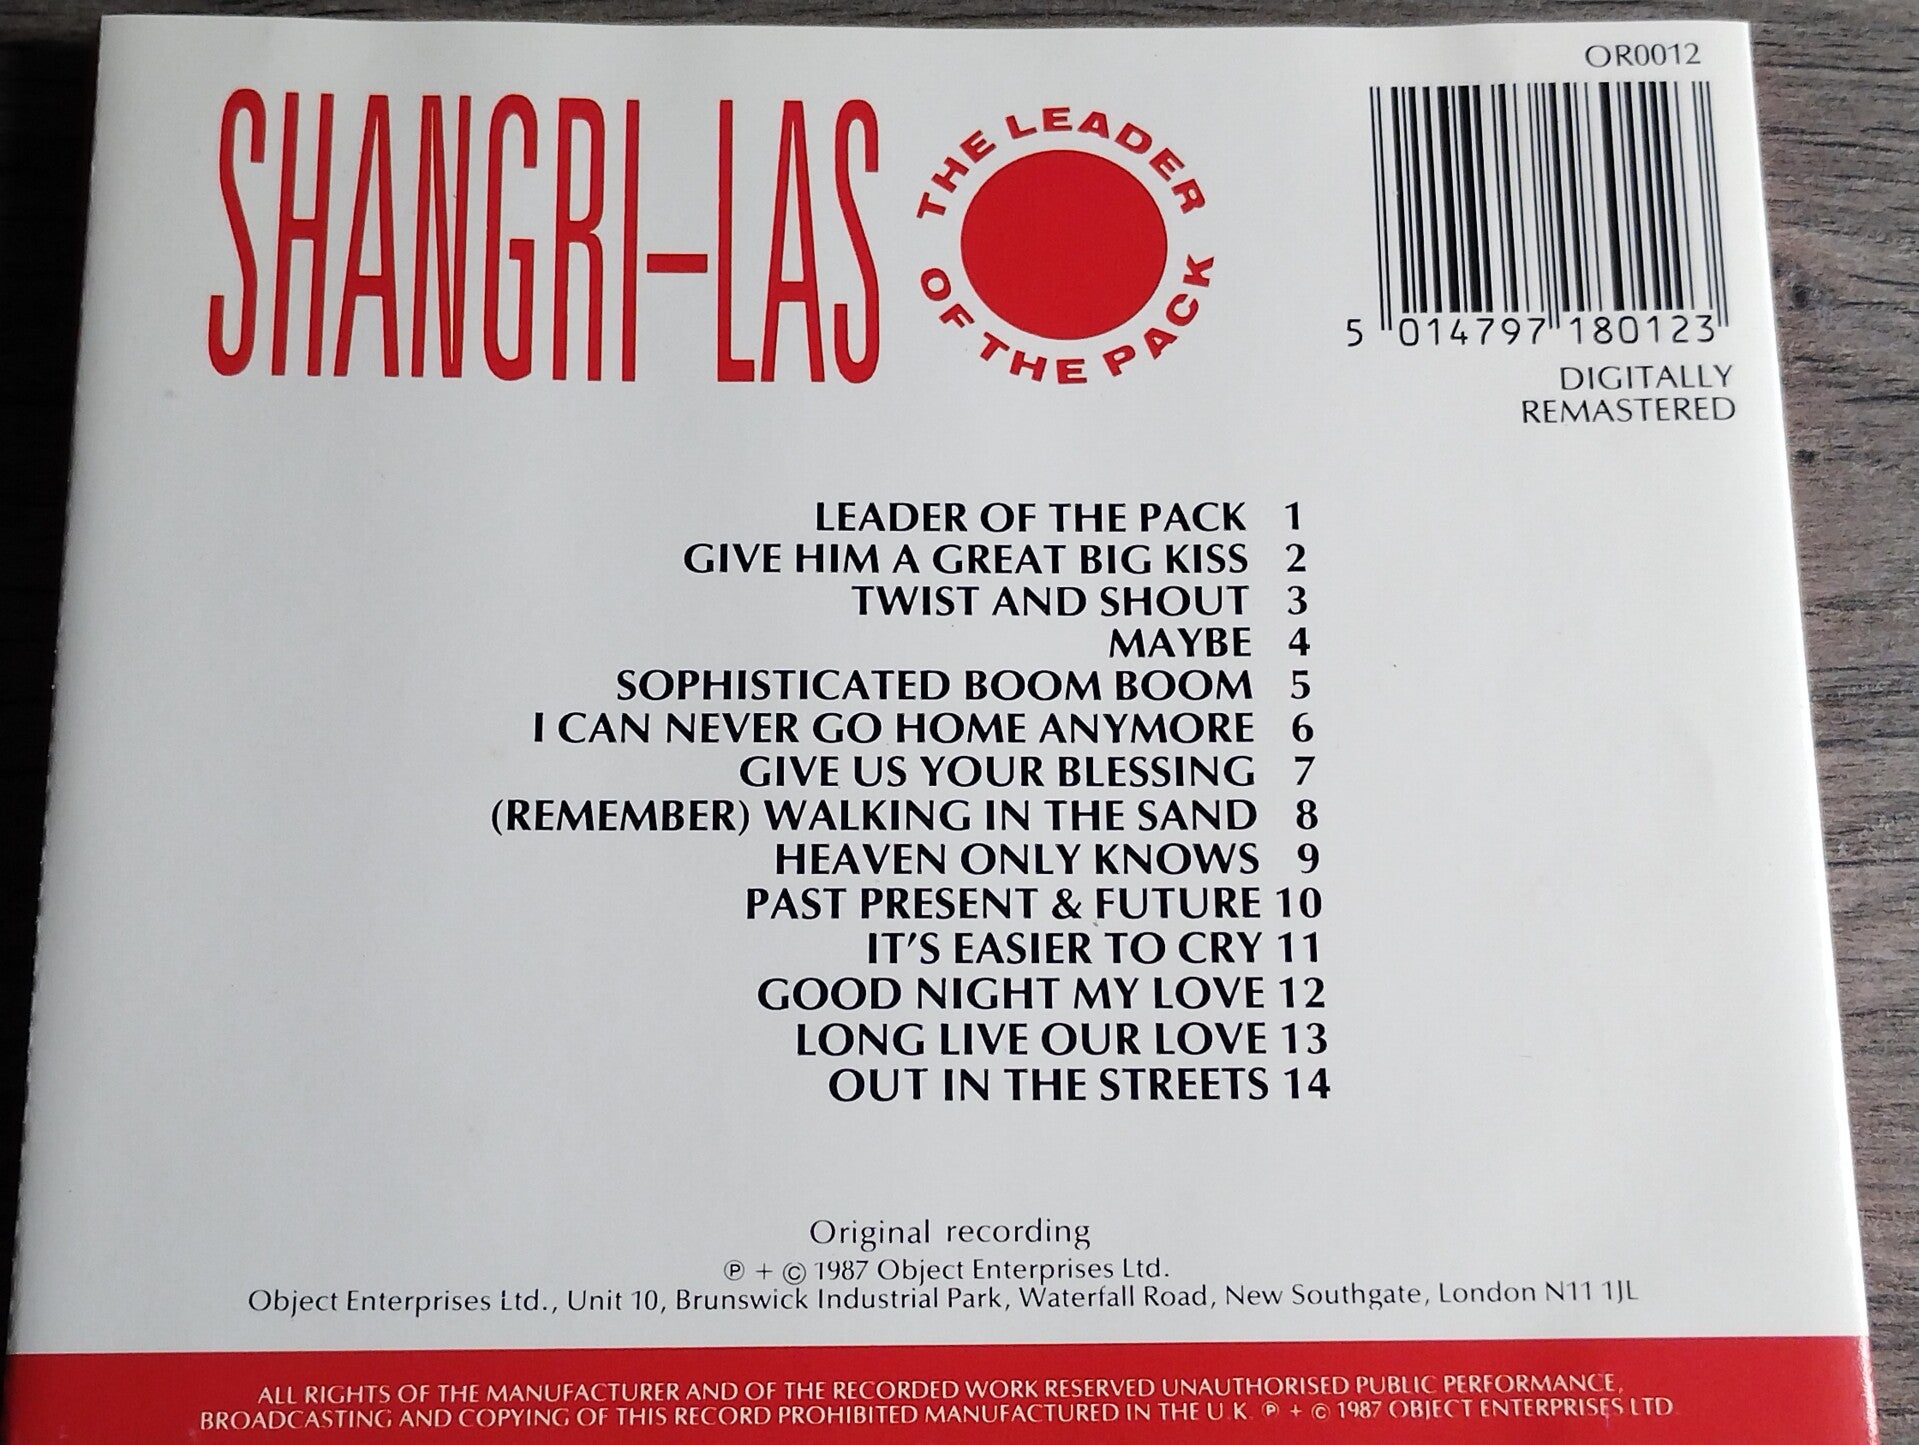 OR0012
SHANGRI-LAS
THE LEADER
OF THE PACK
5 014797 180123
DIGITALLY
REMASTERED
LEADER OF THE PACK 1
GIVE HIM A GREAT BIG KISS 2
TWIST AND SHOUT 3
MAYBE 4
SOPHISTICATED BOOM BOOM 5
I CAN NEVER GO HOME ANYMORE 6
GIVE US YOUR BLESSING 7
(REMEMBER) WALKING IN THE SAND 8
HEAVEN ONLY KNOWS 9
PAST PRESENT & FUTURE 10
IT'S EASIER TO CRY 11
GOOD NIGHT MY LOVE 12
LONG LIVE OUR LOVE 13
OUT IN THE STREETS 14
Original recording
℗ + © 1987 Object Enterprises Ltd.
Object Enterprises Ltd., Unit 10, Brunswick Industrial Park, Waterfall Road, New Southgate, London N11 1JL
ALL RIGHTS OF THE MANUFACTURER AND OF THE RECORDED WORK RESERVED UNAUTHORISED PUBLIC PERFORMANCE,
BROADCASTING AND COPYING OF THIS RECORD PROHIBITED MANUFACTURED IN THE U.K. ℗ + © 1987 OBJECT ENTERPRISES LTD